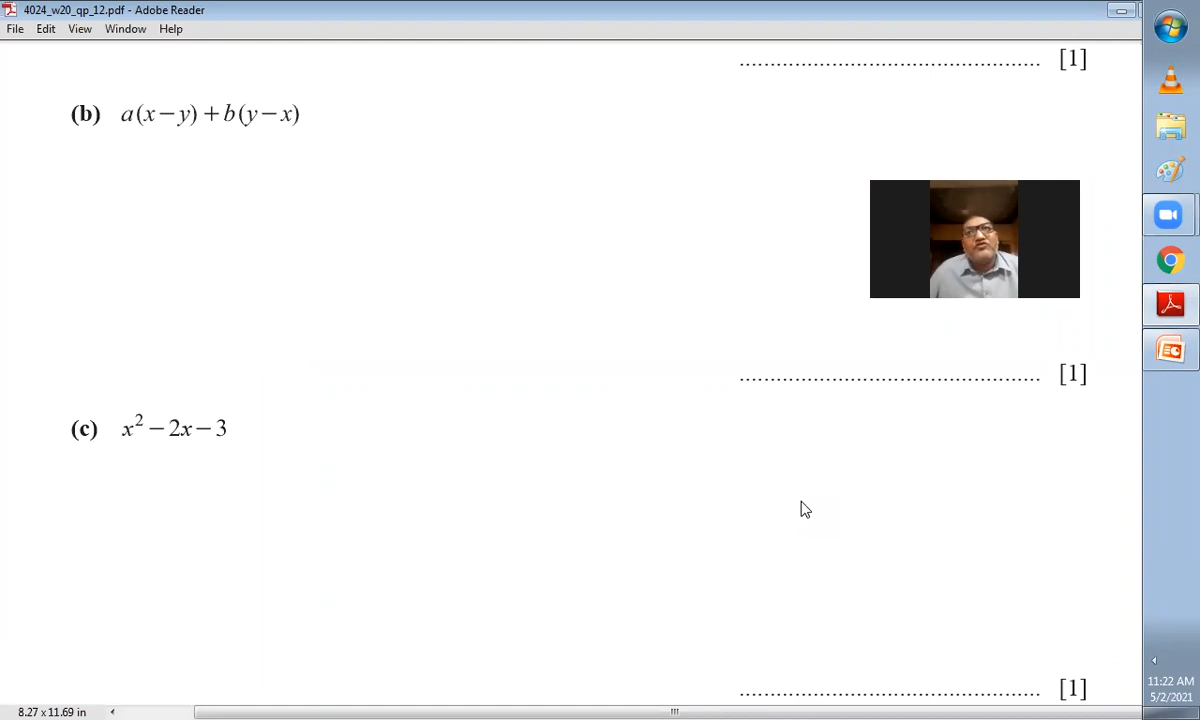 4024_w20_qp_12.pdf - Adobe Reader
File Edit View Window Help
.............................................. [1]
(b) a(x − y) + b(y − x)
.............................................. [1]
(c) x² − 2x − 3
.............................................. [1]
8.27 x 11.69 in
11:22 AM
5/2/2021